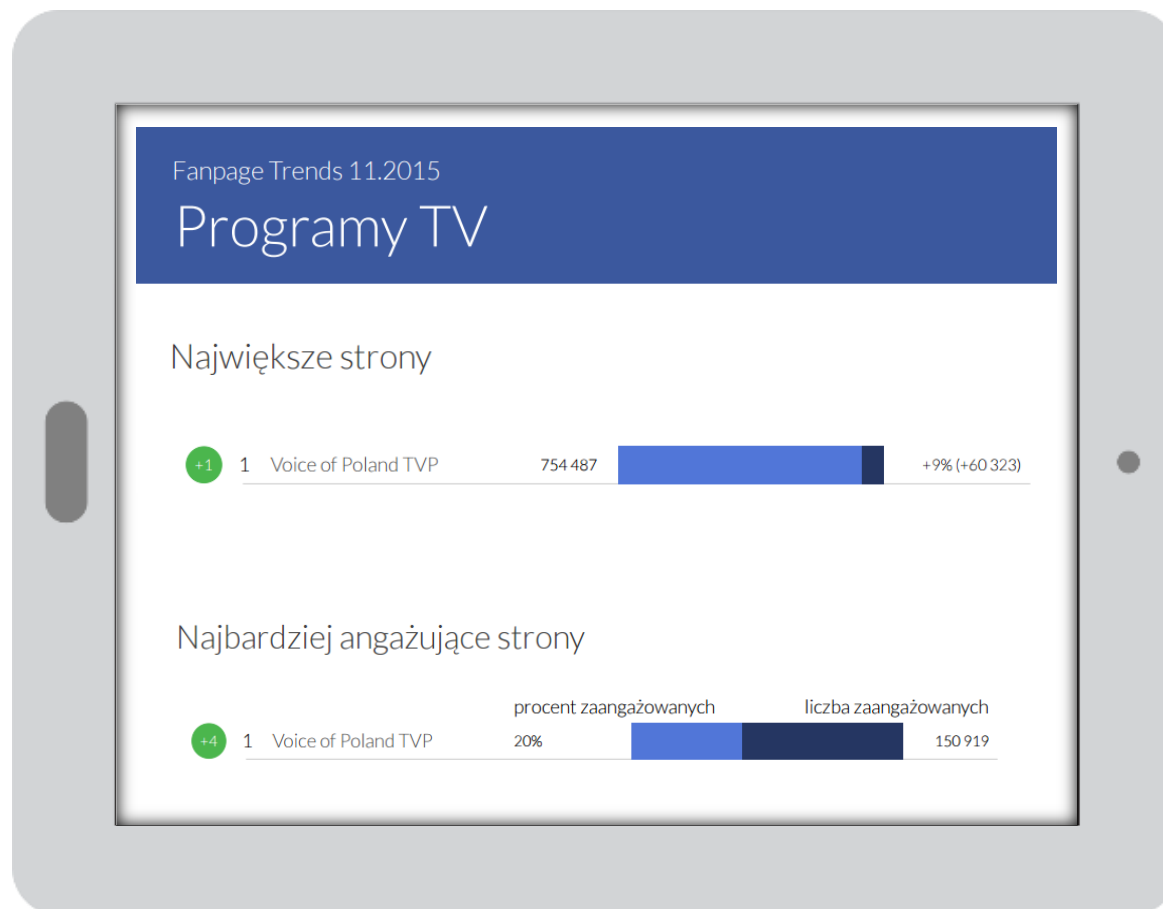 Fanpage Trends 11.2015
Programy TV
Największe strony
+1 1 Voice of Poland TVP 754 487 +9% (+60 323)
Najbardziej angażujące strony
procent zaangażowanych liczba zaangażowanych
+4 1 Voice of Poland TVP 20% 150 919